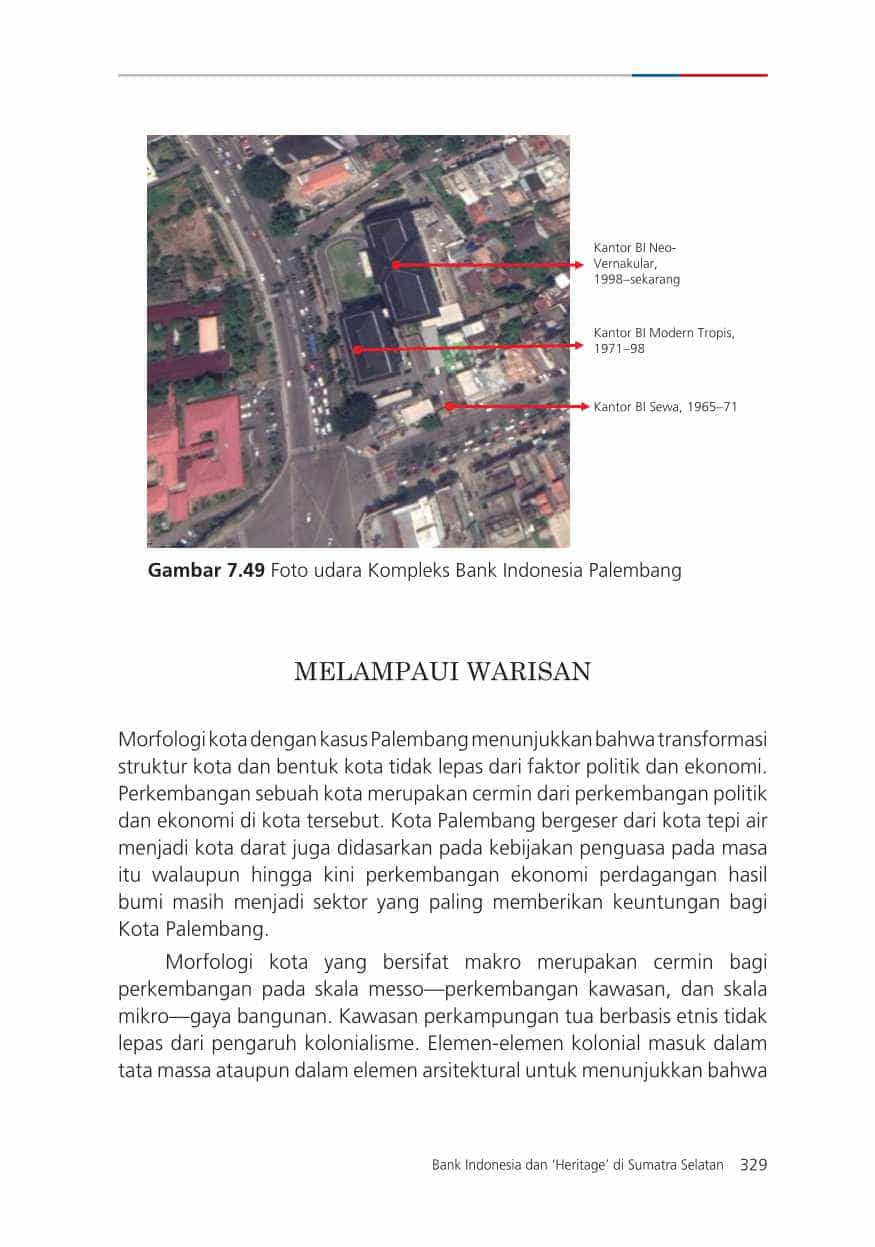 Kantor BI Neo-
Vernakular,
1998–sekarang
Kantor BI Modern Tropis,
1971–98
Kantor BI Sewa, 1965–71
Gambar 7.49 Foto udara Kompleks Bank Indonesia Palembang
MELAMPAUI WARISAN
Morfologi kota dengan kasus Palembang menunjukkan bahwa transformasi
struktur kota dan bentuk kota tidak lepas dari faktor politik dan ekonomi.
Perkembangan sebuah kota merupakan cermin dari perkembangan politik
dan ekonomi di kota tersebut. Kota Palembang bergeser dari kota tepi air
menjadi kota darat juga didasarkan pada kebijakan penguasa pada masa
itu walaupun hingga kini perkembangan ekonomi perdagangan hasil
bumi masih menjadi sektor yang paling memberikan keuntungan bagi
Kota Palembang.
Morfologi kota yang bersifat makro merupakan cermin bagi
perkembangan pada skala messo—perkembangan kawasan, dan skala
mikro—gaya bangunan. Kawasan perkampungan tua berbasis etnis tidak
lepas dari pengaruh kolonialisme. Elemen-elemen kolonial masuk dalam
tata massa ataupun dalam elemen arsitektural untuk menunjukkan bahwa
Bank Indonesia dan ‘Heritage’ di Sumatra Selatan 329